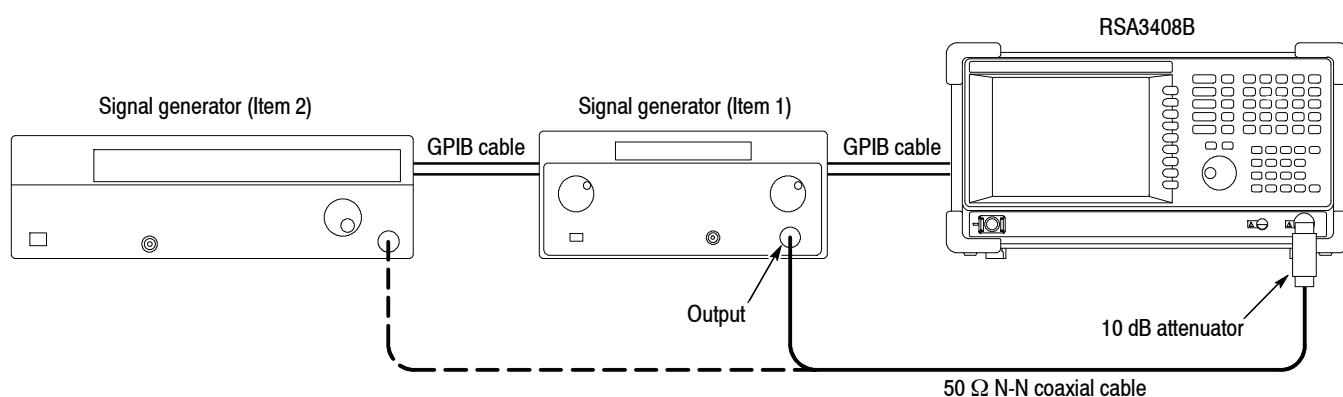 RSA3408B
Signal generator (Item 2)
Signal generator (Item 1)
GPIB cable
GPIB cable
Output
10 dB attenuator
50 Ω N-N coaxial cable